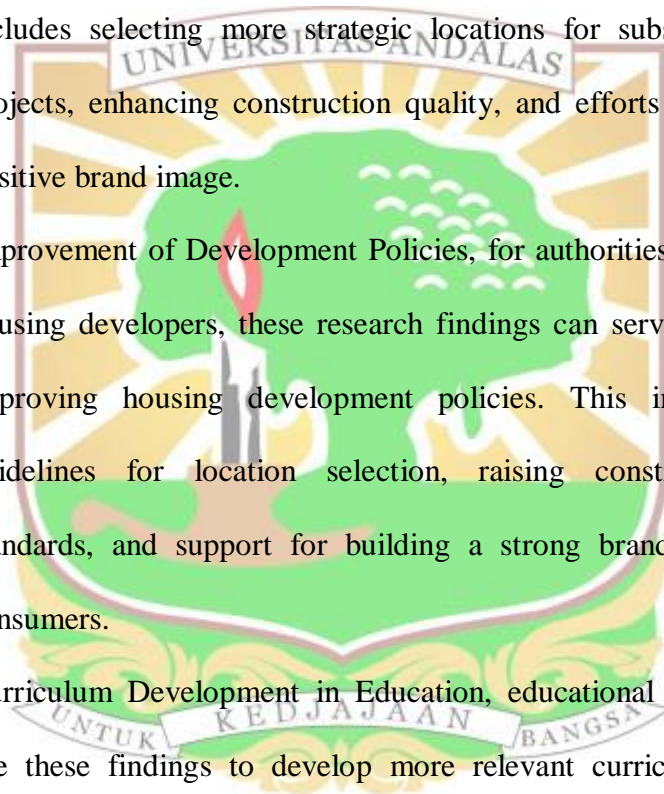 cludes selecting more strategic locations for subs
UNIVERSITAS ANDALAS
ojects, enhancing construction quality, and efforts
sitive brand image.
provement of Development Policies, for authorities
using developers, these research findings can serv
proving housing development policies. This i
idelines for location selection, raising const
ndards, and support for building a strong brand
nsumers.
rriculum Development in Education, educational
UNTUK KEDJAJAAN BANGSA
e these findings to develop more relevant curric